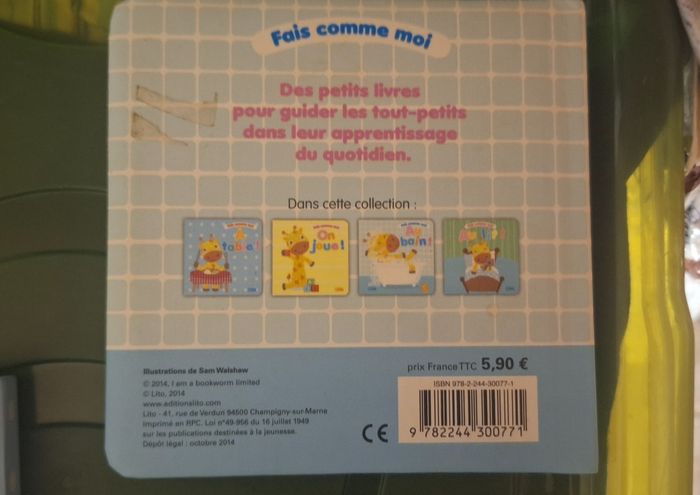 Fais comme moi
Des petits livres
pour guider les tout-petits
dans leur apprentissage
du quotidien.
Dans cette collection :
À
table !
On
joue !
Au
bain !
Au lit !
Illustrations de Sam Walshaw
© 2014, I am a bookworm limited
© Lito, 2014
www.editionslito.com
Lito - 41, rue de Verdun 94500 Champigny-sur-Marne
Imprimé en RPC. Loi n°49-956 du 16 juillet 1949
sur les publications destinées à la jeunesse.
Dépôt légal : octobre 2014
prix France TTC 5,90 €
ISBN 978-2-244-30077-1
CE
9 782244 300771